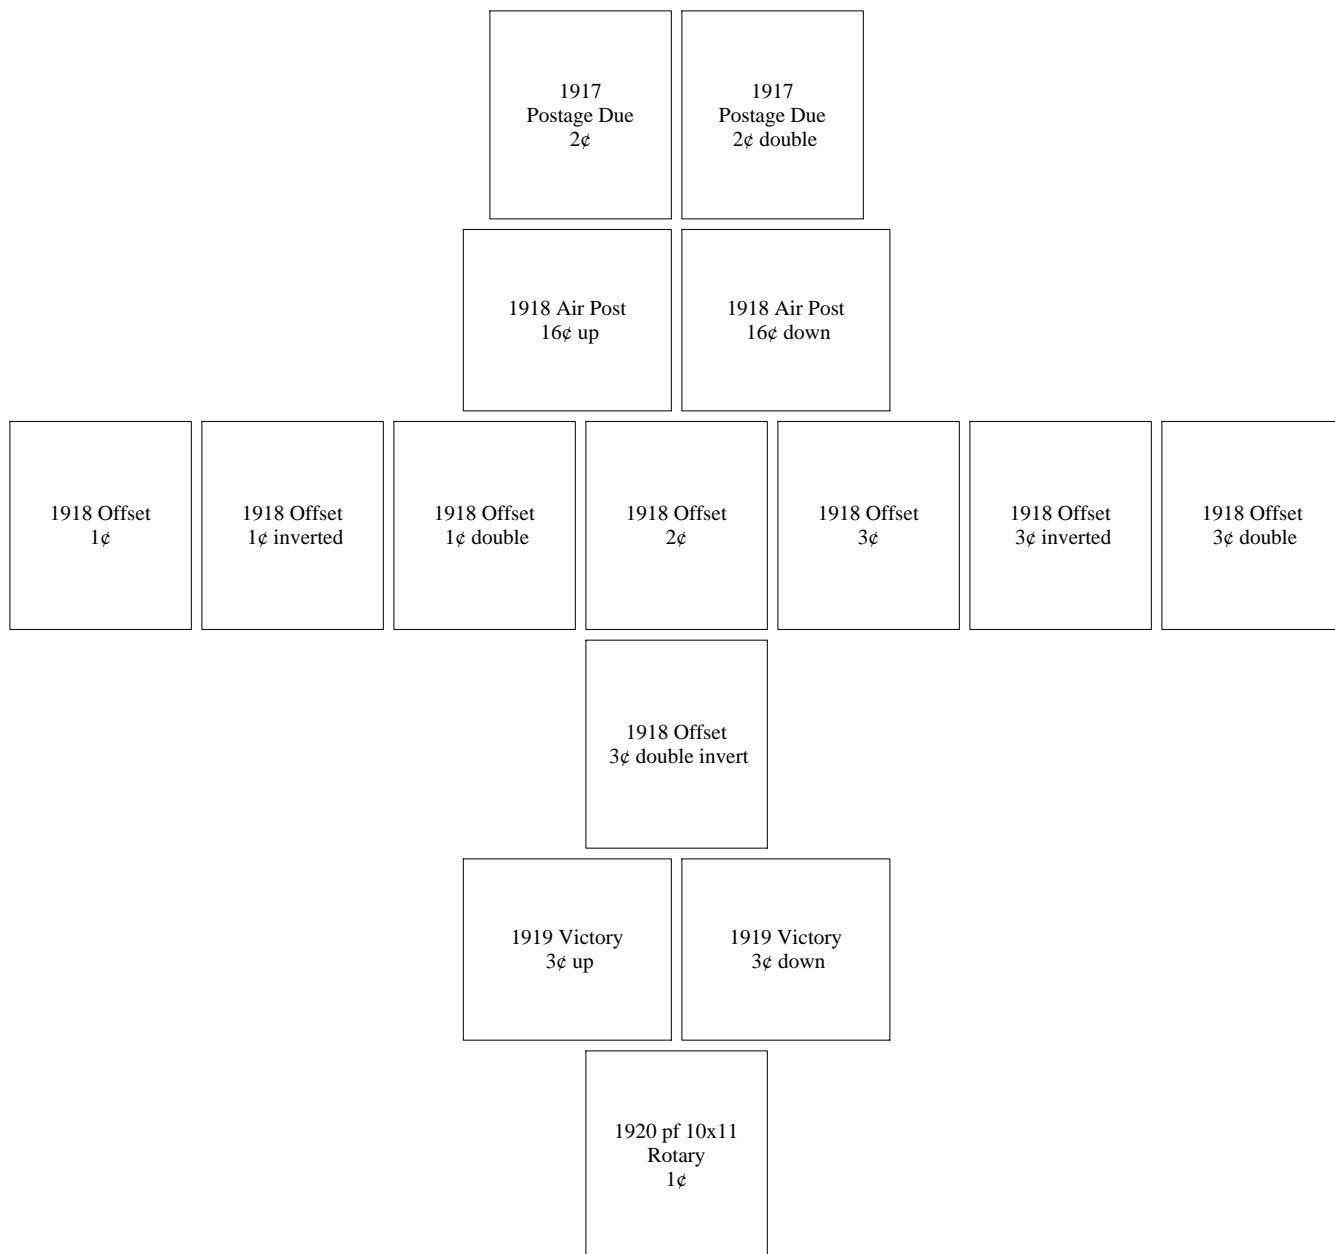 1917
Postage Due
2¢
1917
Postage Due
2¢ double
1918 Air Post
16¢ up
1918 Air Post
16¢ down
1918 Offset
1¢
1918 Offset
1¢ inverted
1918 Offset
1¢ double
1918 Offset
2¢
1918 Offset
3¢
1918 Offset
3¢ inverted
1918 Offset
3¢ double
1918 Offset
3¢ double invert
1919 Victory
3¢ up
1919 Victory
3¢ down
1920 pf 10x11
Rotary
1¢